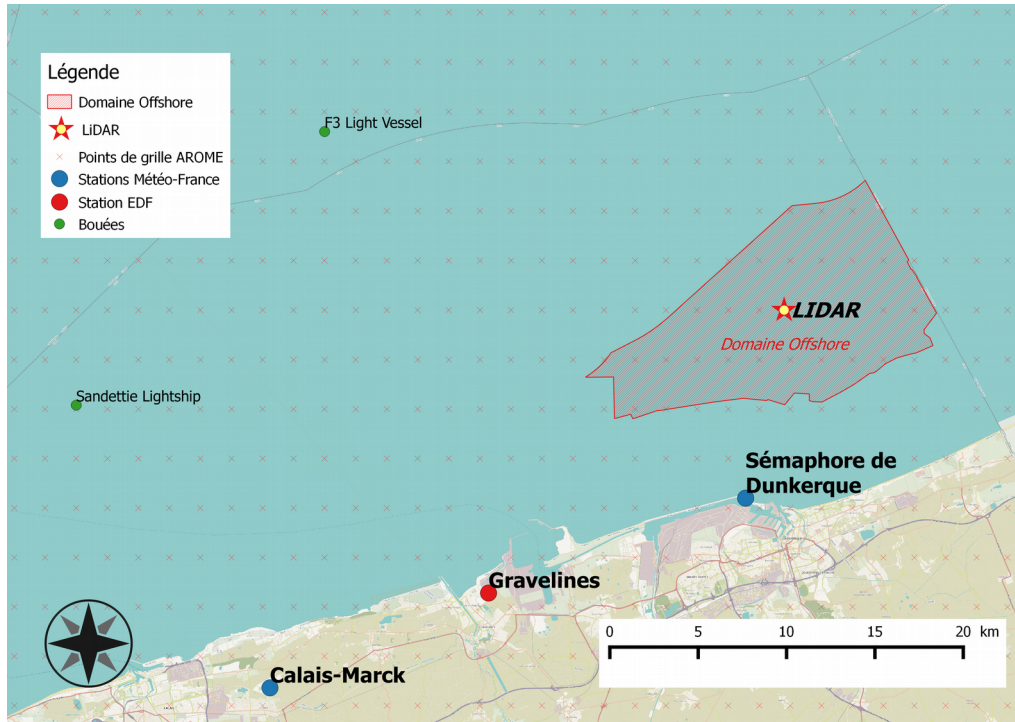 Légende
Domaine Offshore
LiDAR
Points de grille AROME
Stations Météo-France
Station EDF
Bouées
F3 Light Vessel
LIDAR
Domaine Offshore
Sandettie Lightship
Sémaphore de
Dunkerque
Gravelines
Calais-Marck
0 5 10 15 20 km